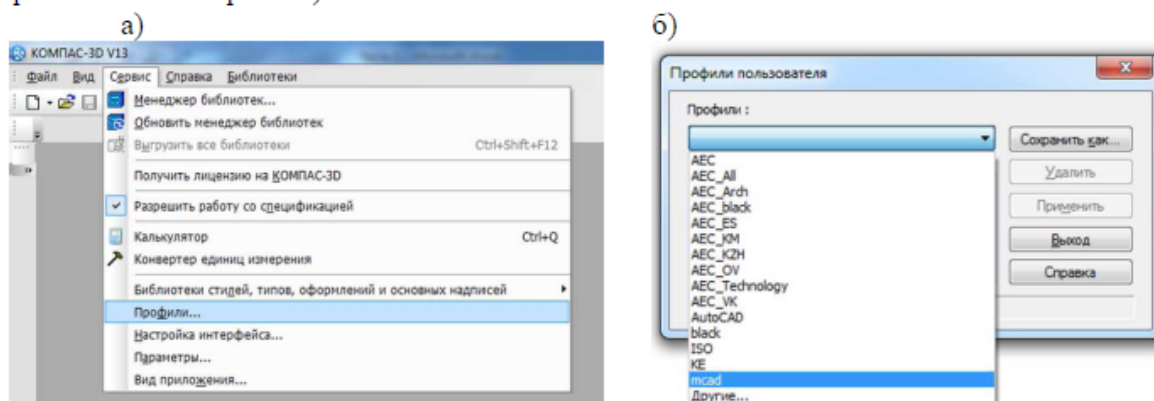 а)
б)
КОМПАС-3D V13
Файл Вид Сервис Справка Библиотеки
Менеджер библиотек...
Обновить менеджер библиотек
Выгрузить все библиотеки Ctrl+Shift+F12
Получить лицензию на КОМПАС-3D
Разрешить работу со спецификацией
Калькулятор Ctrl+Q
Конвертер единиц измерения
Библиотеки стилей, типов, оформлений и основных надписей
Профили...
Настройка интерфейса...
Параметры...
Вид приложения...
Профили пользователя
Профили :
Сохранить как...
Удалить
Применить
Выход
Справка
AEC
AEC_All
AEC_Arch
AEC_black
AEC_ES
AEC_KM
AEC_KZH
AEC_OV
AEC_Technology
AEC_VK
AutoCAD
black
ISO
KE
mcad
Другие...